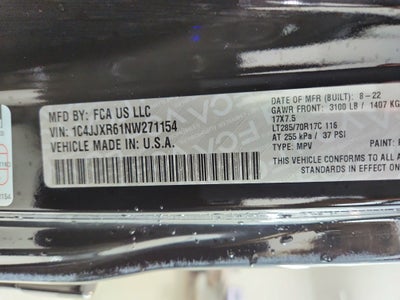 MFD BY: FCA US LLC
VIN: 1C4JJXR61NW271154
VEHICLE MADE IN: U.S.A.
DATE OF MFR (BUILT): 8-22
GAWR FRONT: 3100 LB / 1407 KG
17X7.5
LT285/70R17C 116
AT 255 kPa / 37 PSI
TYPE: MPV
PAINT:
THIS VEHICLE CONFORMS TO ALL
STANDARDS IN EFFECT ON
1154